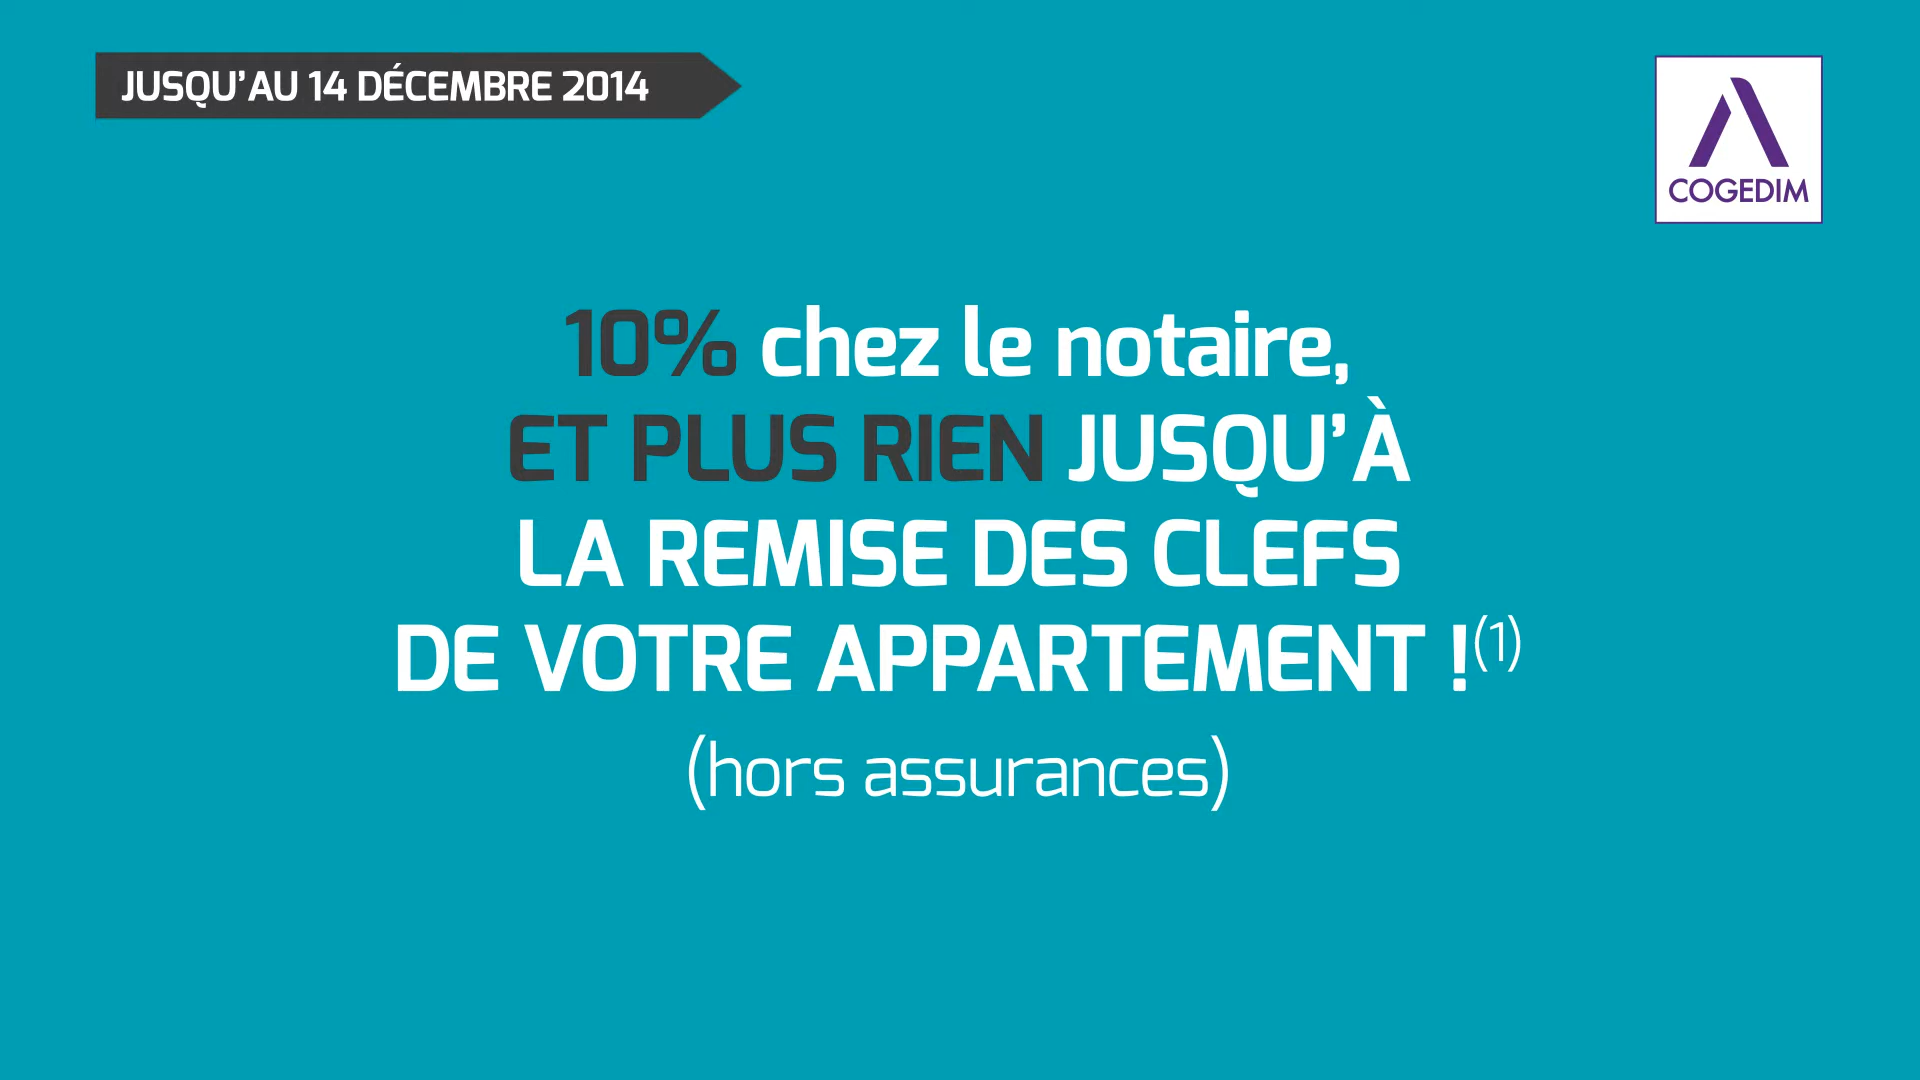 JUSQU’AU 14 DÉCEMBRE 2014
COGEDIM
10% chez le notaire,
ET PLUS RIEN JUSQU’À
LA REMISE DES CLEFS
DE VOTRE APPARTEMENT !(1)
(hors assurances)